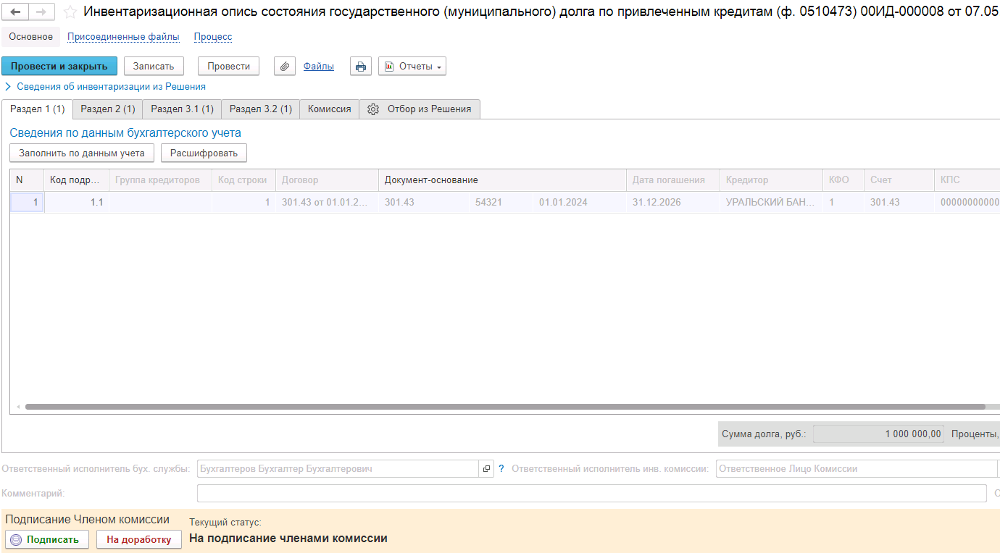 Инвентаризационная опись состояния государственного (муниципального) долга по привлеченным кредитам (ф. 0510473) 00ИД-000008 от 07.05
Основное Присоединенные файлы Процесс
Провести и закрыть Записать Провести Файлы Отчеты
Сведения об инвентаризации из Решения
Раздел 1 (1) Раздел 2 (1) Раздел 3.1 (1) Раздел 3.2 (1) Комиссия Отбор из Решения
Сведения по данным бухгалтерского учета
Заполнить по данным учета Расшифровать
N Код подр... Группа кредиторов Код строки Договор Документ-основание Дата погашения Кредитор КФО Счет КПС
1 1.1 1 301.43 от 01.01.2... 301.43 54321 01.01.2024 31.12.2026 УРАЛЬСКИЙ БАН... 1 301.43 00000000000
Сумма долга, руб.: 1 000 000,00 Проценты,
Ответственный исполнитель бух. службы: Бухгалтеров Бухгалтер Бухгалтерович ? Ответственный исполнитель инв. комиссии: Ответственное Лицо Комиссии
Комментарий:
Подписание Членом комиссии Текущий статус:
Подписать На доработку На подписание членами комиссии